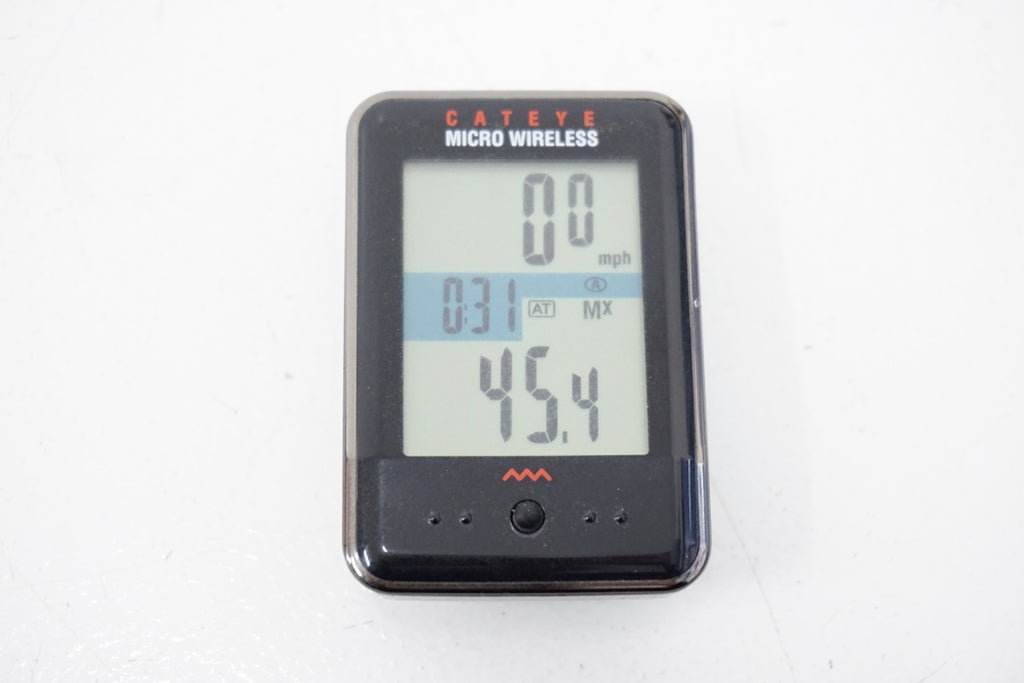 CATEYE
MICRO WIRELESS
00
mph
0:31 AT A
MX
45.4